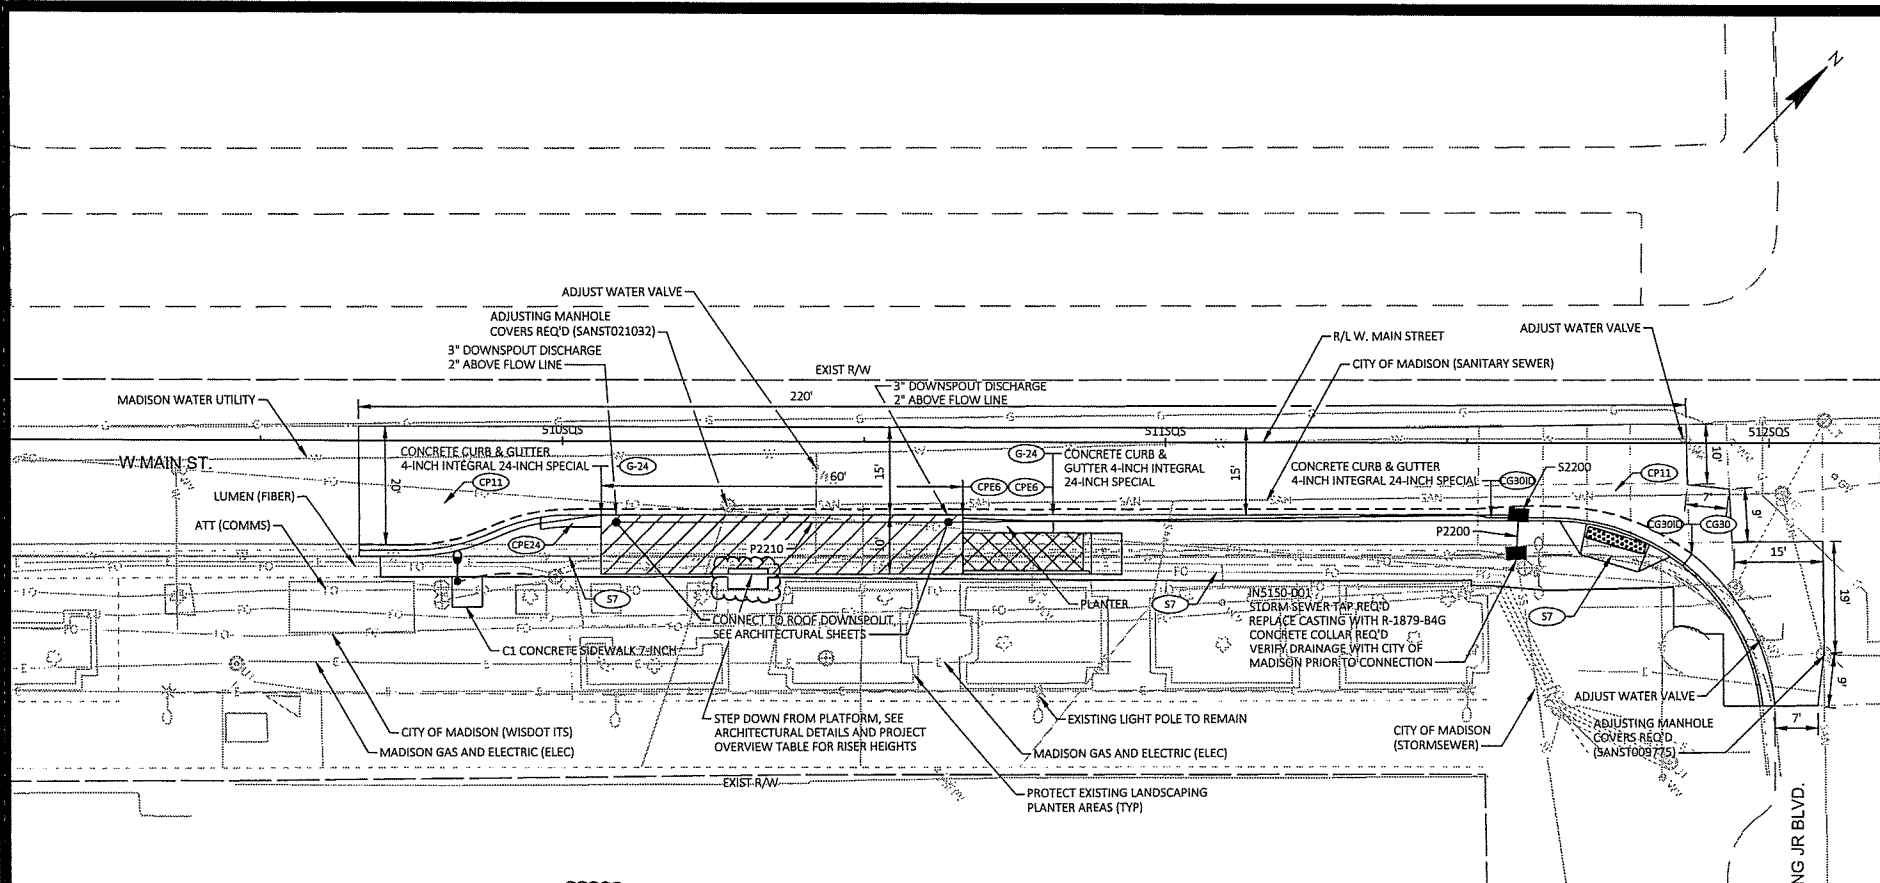 N
ADJUST WATER VALVE
ADJUSTING MANHOLE
COVERS REQ'D (SANST021032)
3" DOWNSPOUT DISCHARGE
2" ABOVE FLOW LINE
EXIST R/W
3" DOWNSPOUT DISCHARGE
2" ABOVE FLOW LINE
R/L W. MAIN STREET
ADJUST WATER VALVE
CITY OF MADISON (SANITARY SEWER)
MADISON WATER UTILITY
220'
510SQS
511SQS
512SQS
W MAIN ST.
20'
CONCRETE CURB & GUTTER
4-INCH INTEGRAL 24-INCH SPECIAL
G-24
CP11
60'
15'
G-24
CONCRETE CURB &
GUTTER 4-INCH INTEGRAL
24-INCH SPECIAL
CPE6
CPE6
15'
CONCRETE CURB & GUTTER
4-INCH INTEGRAL 24-INCH SPECIAL
CG30ID
S2200
CP11
10'
7'
9'
LUMEN (FIBER)
ATT (COMMS)
CPE24
P2210
10'
P2200
CG30ID
CG30
15'
19'
S7
PLANTER
S7
S7
JN5150-001
STORM SEWER TAP REQ'D
REPLACE CASTING WITH R-1879-B4G
CONCRETE COLLAR REQ'D
VERIFY DRAINAGE WITH CITY OF
MADISON PRIOR TO CONNECTION
CONNECT TO ROOF DOWNSPOUT,
SEE ARCHITECTURAL SHEETS
C1 CONCRETE SIDEWALK 7-INCH
CITY OF MADISON (WISDOT ITS)
MADISON GAS AND ELECTRIC (ELEC)
STEP DOWN FROM PLATFORM, SEE
ARCHITECTURAL DETAILS AND PROJECT
OVERVIEW TABLE FOR RISER HEIGHTS
EXISTING LIGHT POLE TO REMAIN
MADISON GAS AND ELECTRIC (ELEC)
CITY OF MADISON
(STORMSEWER)
ADJUST WATER VALVE
ADJUSTING MANHOLE
COVERS REQ'D
(SANST009775)
9'
7'
EXIST R/W
PROTECT EXISTING LANDSCAPING
PLANTER AREAS (TYP)
NG JR BLVD.